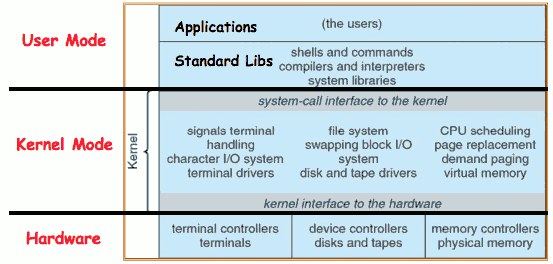 User Mode
Applications (the users)
Standard Libs
shells and commands
compilers and interpreters
system libraries
Kernel Mode
Kernel
system-call interface to the kernel
signals terminal
handling
character I/O system
terminal drivers
file system
swapping block I/O
system
disk and tape drivers
CPU scheduling
page replacement
demand paging
virtual memory
kernel interface to the hardware
Hardware
terminal controllers
terminals
device controllers
disks and tapes
memory controllers
physical memory